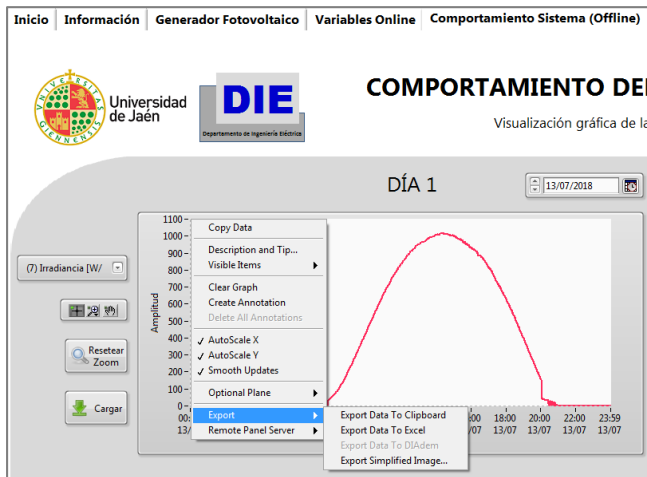 Inicio Información Generador Fotovoltaico Variables Online Comportamiento Sistema (Offline)
Universidad
de Jaén
DIE
Departamento de Ingeniería Eléctrica
COMPORTAMIENTO DE
Visualización gráfica de la
DÍA 1
13/07/2018
(7) Irradiancia [W/
Resetear
Zoom
Cargar
Amplitud
1100
1000
900
800
700
600
500
400
300
200
100
0
Copy Data
Description and Tip...
Visible Items
Clear Graph
Create Annotation
Delete All Annotations
AutoScale X
AutoScale Y
Smooth Updates
Optional Plane
Export
Remote Panel Server
Export Data To Clipboard
Export Data To Excel
Export Data To DIAdem
Export Simplified Image...
00: :00 18:00 20:00 22:00 23:59
13/ /07 13/07 13/07 13/07 13/07